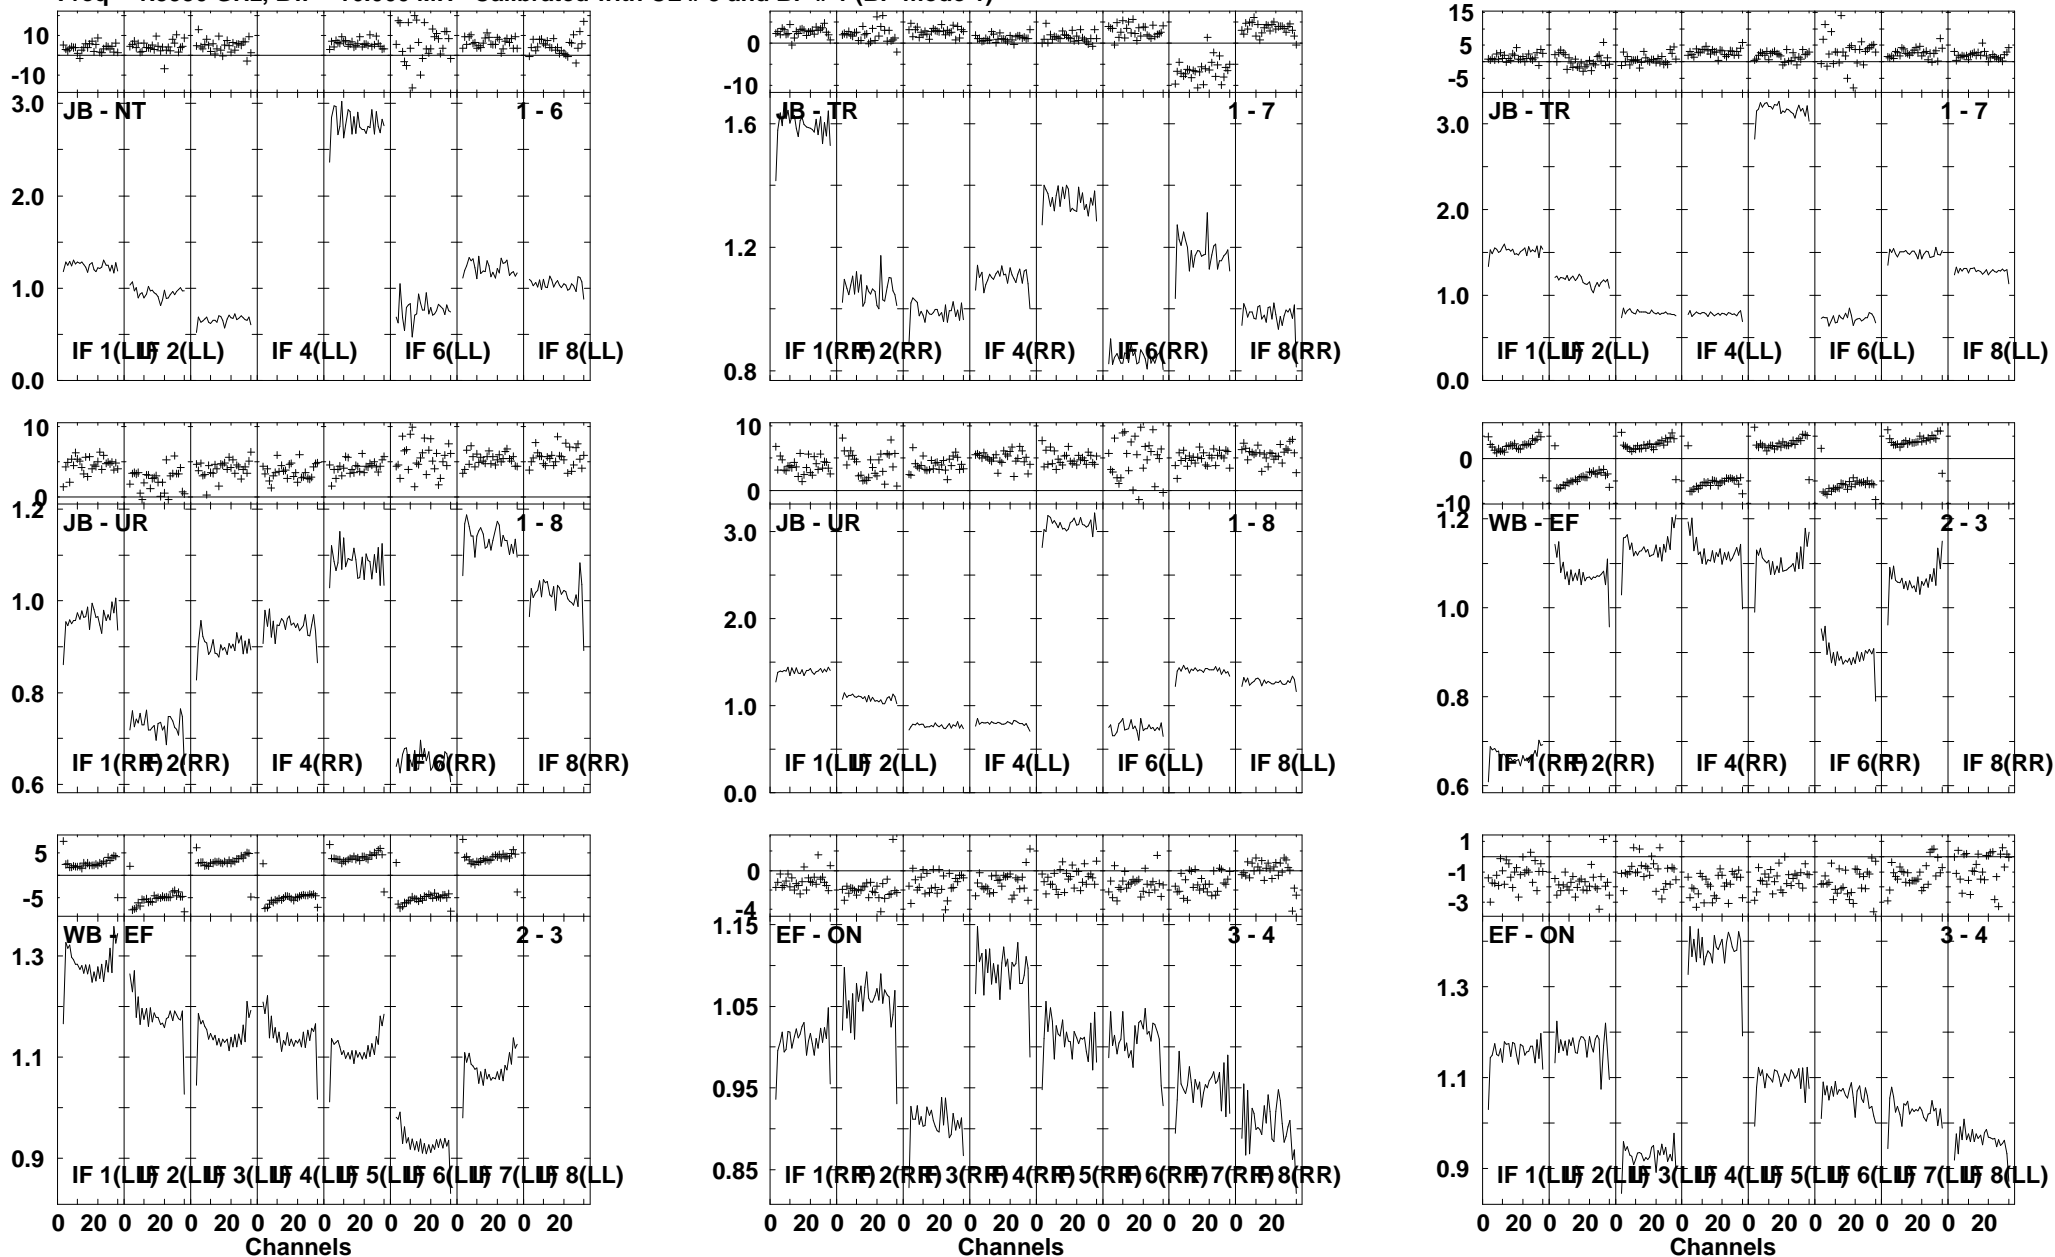 10
-10
3.0
2.0
1.0
0.0
JB - NT 1 - 6
IF 1(LL) IF 2(LL) IF 4(LL) IF 6(LL) IF 8(LL)
0
-10
1.6
1.2
0.8
JB - TR 1 - 7
IF 1(RR) IF 2(RR) IF 4(RR) IF 6(RR) IF 8(RR)
15
5
-5
3.0
2.0
1.0
0.0
JB - TR 1 - 7
IF 1(LL) IF 2(LL) IF 4(LL) IF 6(LL) IF 8(LL)
10
0
1.2
1.0
0.8
0.6
JB - UR 1 - 8
IF 1(RR) IF 2(RR) IF 4(RR) IF 6(RR) IF 8(RR)
10
5
0
3.0
2.0
1.0
0.0
JB - UR 1 - 8
IF 1(LL) IF 2(LL) IF 4(LL) IF 6(LL) IF 8(LL)
0
-10
1.2
1.0
0.8
0.6
WB - EF 2 - 3
IF 1(RR) IF 2(RR) IF 4(RR) IF 6(RR) IF 8(RR)
5
-5
1.3
1.1
0.9
WB - EF 2 - 3
IF 1(LL) IF 2(LL) IF 3(LL) IF 4(LL) IF 5(LL) IF 6(LL) IF 7(LL) IF 8(LL)
0 20 0 20 0 20 0 20 0 20 0 20 0 20 0 20
Channels
0
-4
1.15
1.05
0.95
0.85
EF - ON 3 - 4
IF 1(RR) IF 2(RR) IF 3(RR) IF 4(RR) IF 5(RR) IF 6(RR) IF 7(RR) IF 8(RR)
0 20 0 20 0 20 0 20 0 20 0 20 0 20 0 20
Channels
1
-1
-3
1.3
1.1
0.9
EF - ON 3 - 4
IF 1(LL) IF 2(LL) IF 3(LL) IF 4(LL) IF 5(LL) IF 6(LL) IF 7(LL) IF 8(LL)
0 20 0 20 0 20 0 20 0 20 0 20 0 20 0 20
Channels